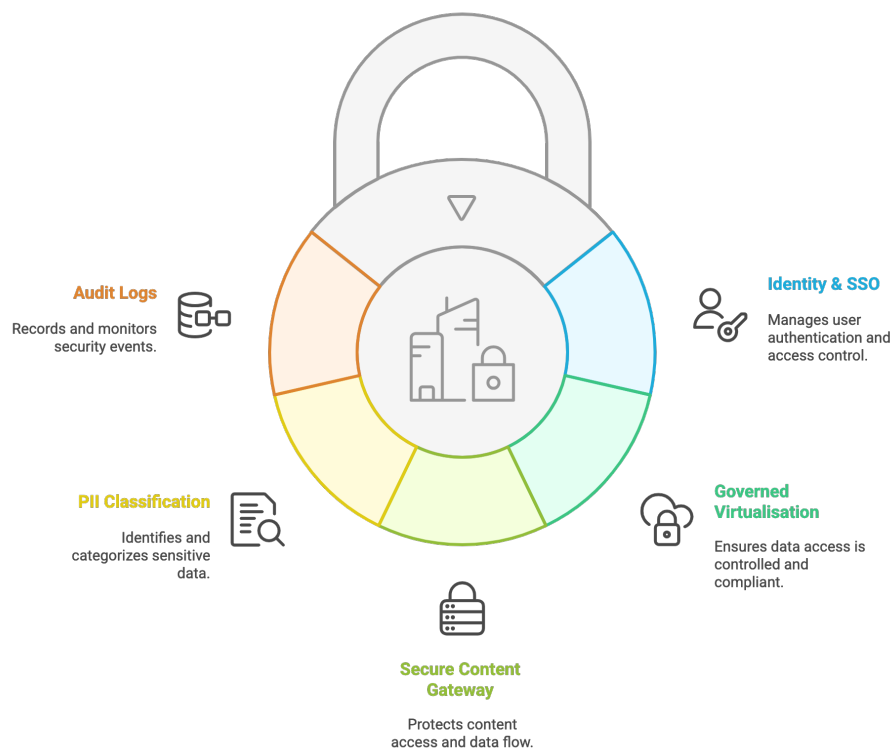 Audit Logs
Records and monitors
security events.
Identity & SSO
Manages user
authentication and
access control.
PII Classification
Identifies and
categorizes sensitive
data.
Governed
Virtualisation
Ensures data access is
controlled and
compliant.
Secure Content
Gateway
Protects content
access and data flow.